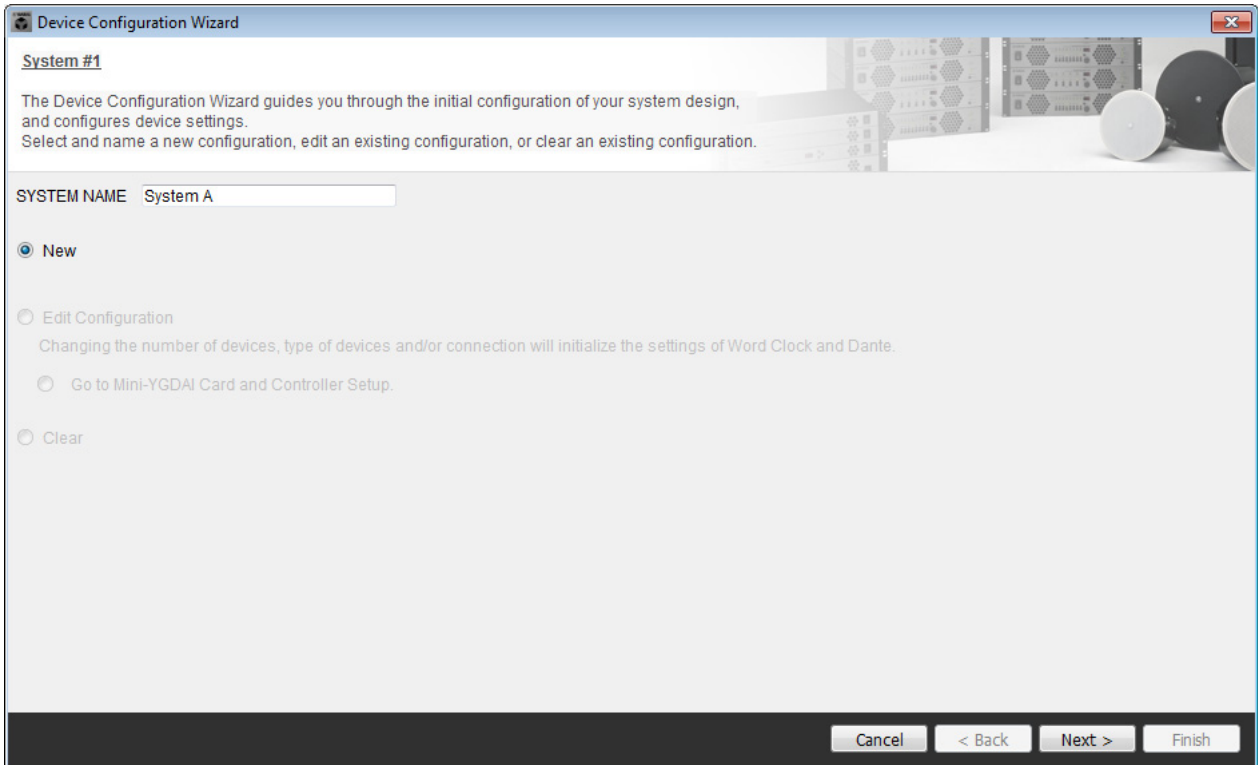 Device Configuration Wizard
System #1
The Device Configuration Wizard guides you through the initial configuration of your system design,
and configures device settings.
Select and name a new configuration, edit an existing configuration, or clear an existing configuration.
SYSTEM NAME System A
New
Edit Configuration
Changing the number of devices, type of devices and/or connection will initialize the settings of Word Clock and Dante.
Go to Mini-YGDAI Card and Controller Setup.
Clear
Cancel < Back Next > Finish